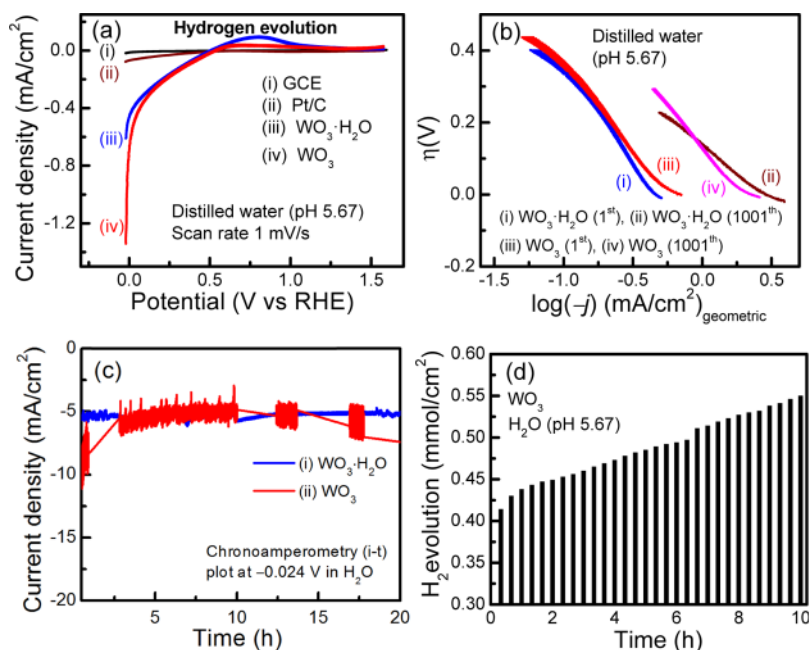 (a)
Hydrogen evolution
0.0
-0.4
-0.8
-1.2
Current density (mA/cm²)
(i)
(ii)
(iii)
(iv)
(i) GCE
(ii) Pt/C
(iii) WO₃·H₂O
(iv) WO₃
Distilled water (pH 5.67)
Scan rate 1 mV/s
0.0 0.5 1.0 1.5
Potential (V vs RHE)
(b)
Distilled water
(pH 5.67)
0.4
0.2
0.0
-0.2
η(V)
(iii)
(i)
(iv)
(ii)
(i) WO₃·H₂O (1ˢᵗ), (ii) WO₃·H₂O (1001ᵗʰ)
(iii) WO₃ (1ˢᵗ), (iv) WO₃ (1001ᵗʰ)
-1.5 -1.0 -0.5 0.0 0.5 1.0
log(–j) (mA/cm²)geometric
(c)
0
-5
-10
-15
-20
Current density (mA/cm²)
(i) WO₃·H₂O
(ii) WO₃
Chronoamperometry (i-t)
plot at –0.024 V in H₂O
5 10 15 20
Time (h)
(d)
WO₃
H₂O (pH 5.67)
0.60
0.55
0.50
0.45
0.40
0.35
0.30
H₂ evolution (mmol/cm²)
0 2 4 6 8 10
Time (h)